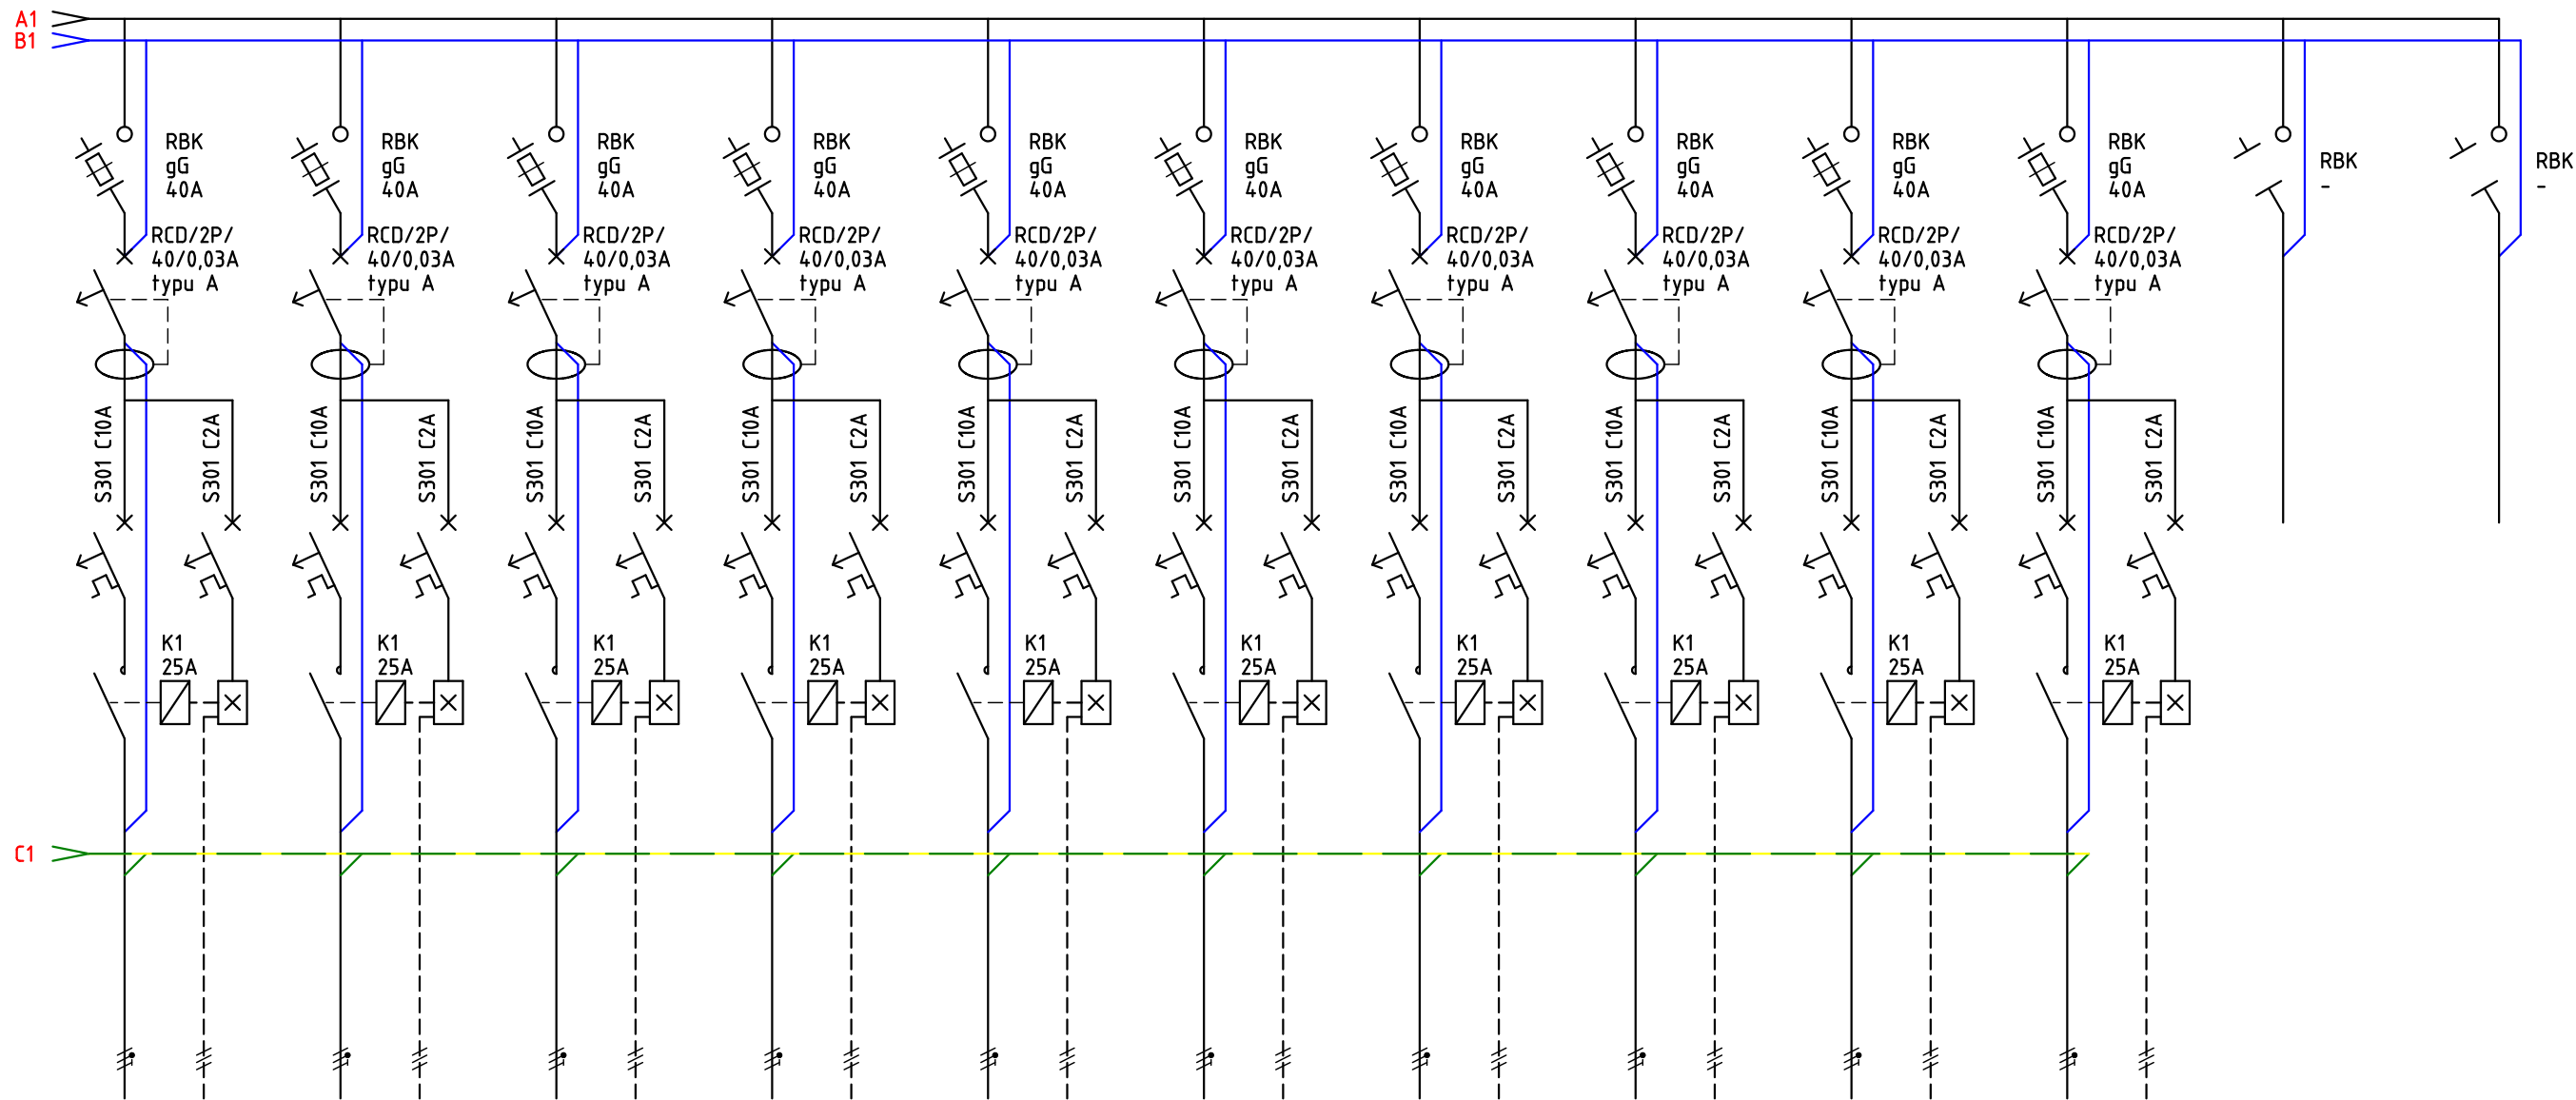 A1
B1
RBK
gG
40A
RBK
gG
40A
RBK
gG
40A
RBK
gG
40A
RBK
gG
40A
RBK
gG
40A
RBK
gG
40A
RBK
gG
40A
RBK
gG
40A
RBK
gG
40A
RBK
-
RBK
-
RCD/2P/
40/0,03A
typu A
RCD/2P/
40/0,03A
typu A
RCD/2P/
40/0,03A
typu A
RCD/2P/
40/0,03A
typu A
RCD/2P/
40/0,03A
typu A
RCD/2P/
40/0,03A
typu A
RCD/2P/
40/0,03A
typu A
RCD/2P/
40/0,03A
typu A
RCD/2P/
40/0,03A
typu A
RCD/2P/
40/0,03A
typu A
S301 C10A
S301 C2A
S301 C10A
S301 C2A
S301 C10A
S301 C2A
S301 C10A
S301 C2A
S301 C10A
S301 C2A
S301 C10A
S301 C2A
S301 C10A
S301 C2A
S301 C10A
S301 C2A
S301 C10A
S301 C2A
S301 C10A
S301 C2A
K1
25A
K1
25A
K1
25A
K1
25A
K1
25A
K1
25A
K1
25A
K1
25A
K1
25A
K1
25A
C1